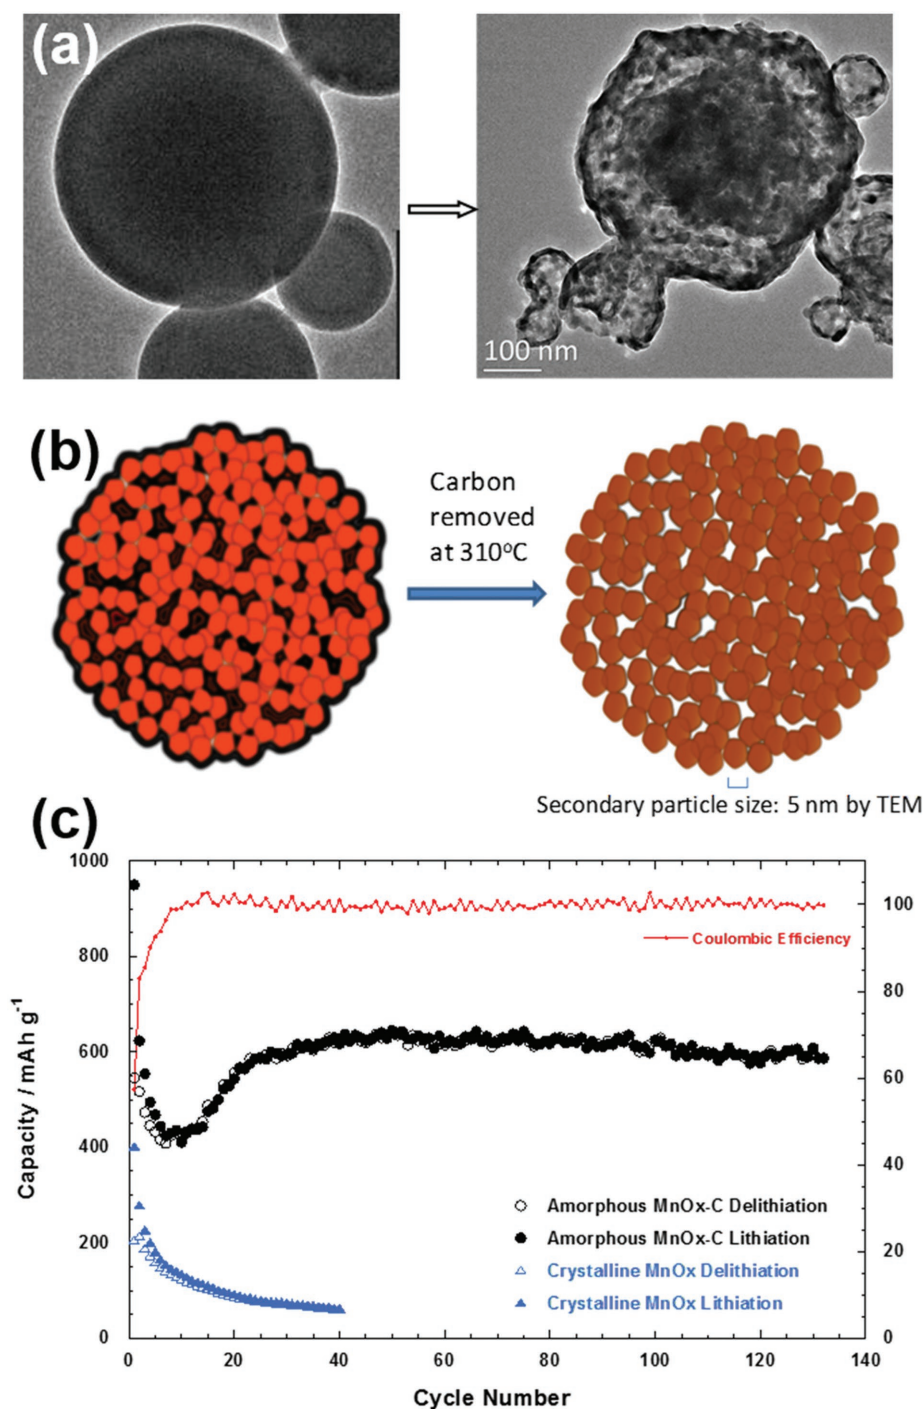 (a)
100 nm
(b)
Carbon
removed
at 310°C
Secondary particle size: 5 nm by TEM
(c)
1000
800
600
400
200
0
100
80
60
40
20
0
Coulombic Efficiency
Amorphous MnOx-C Delithiation
Amorphous MnOx-C Lithiation
Crystalline MnOx Delithiation
Crystalline MnOx Lithiation
Capacity / mAh g⁻¹
0 20 40 60 80 100 120 140
Cycle Number